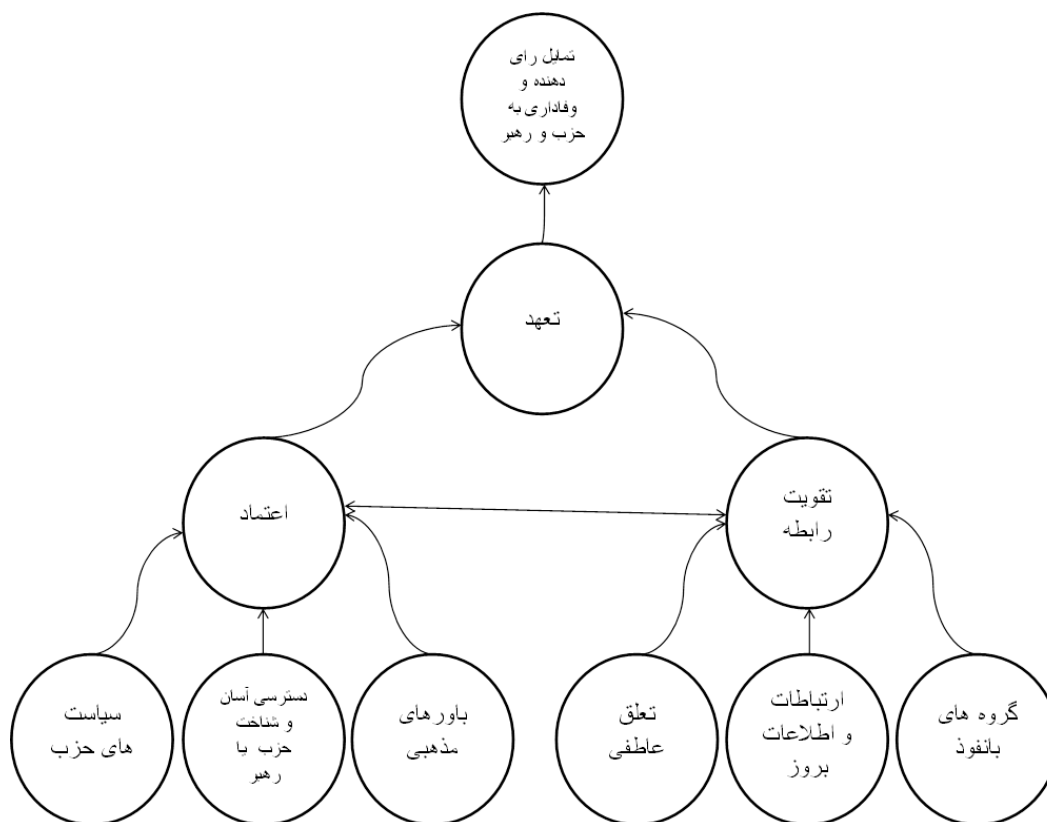 تمایل رای
دهنده و
وفاداری به
حزب و رهبر
تعهد
تقویت
رابطه
اعتماد
گروه های
بانفوذ
ارتباطات
و اطلاعات
بروز
تعلق
عاطفی
باورهای
مذهبی
دسترسی آسان
و شناخت
حزب یا
رهبر
سیاست
های حزب